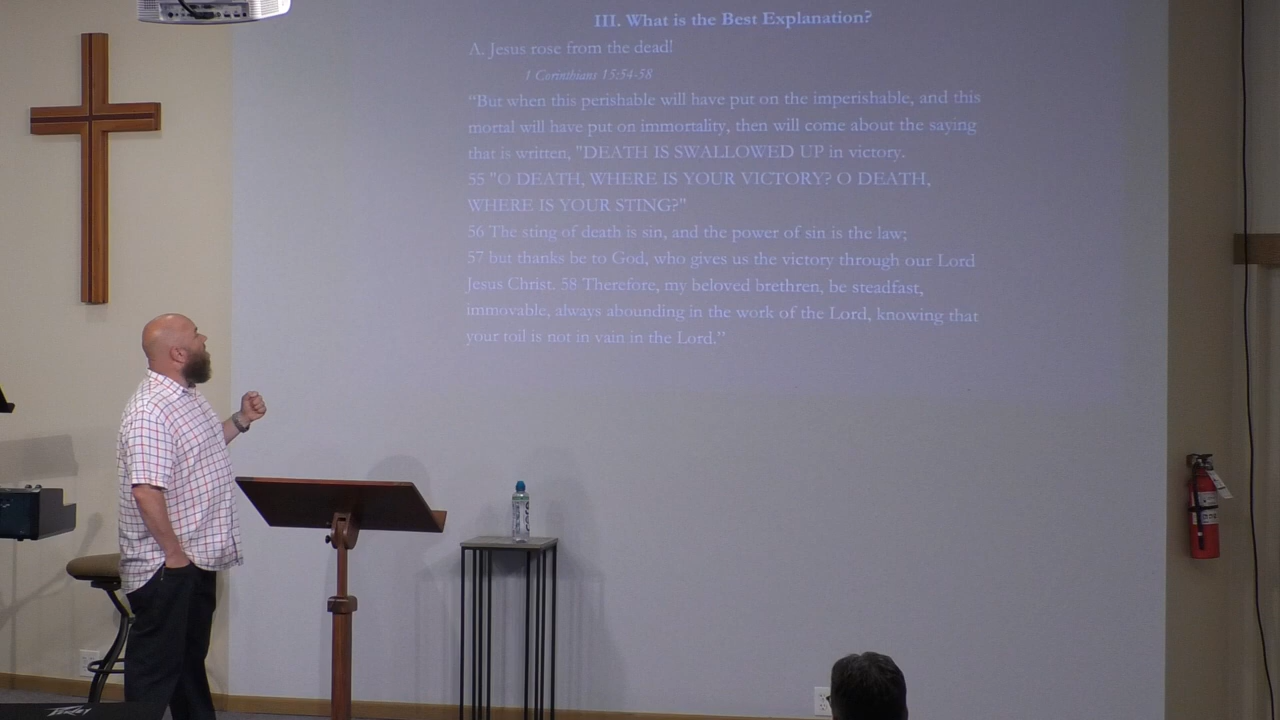 III. What is the Best Explanation?
A. Jesus rose from the dead!
1 Corinthians 15:54-58
“But when this perishable will have put on the imperishable, and this
mortal will have put on immortality, then will come about the saying
that is written, "DEATH IS SWALLOWED UP in victory.
55 "O DEATH, WHERE IS YOUR VICTORY? O DEATH,
WHERE IS YOUR STING?"
56 The sting of death is sin, and the power of sin is the law;
57 but thanks be to God, who gives us the victory through our Lord
Jesus Christ. 58 Therefore, my beloved brethren, be steadfast,
immovable, always abounding in the work of the Lord, knowing that
your toil is not in vain in the Lord.”
PEAVEY